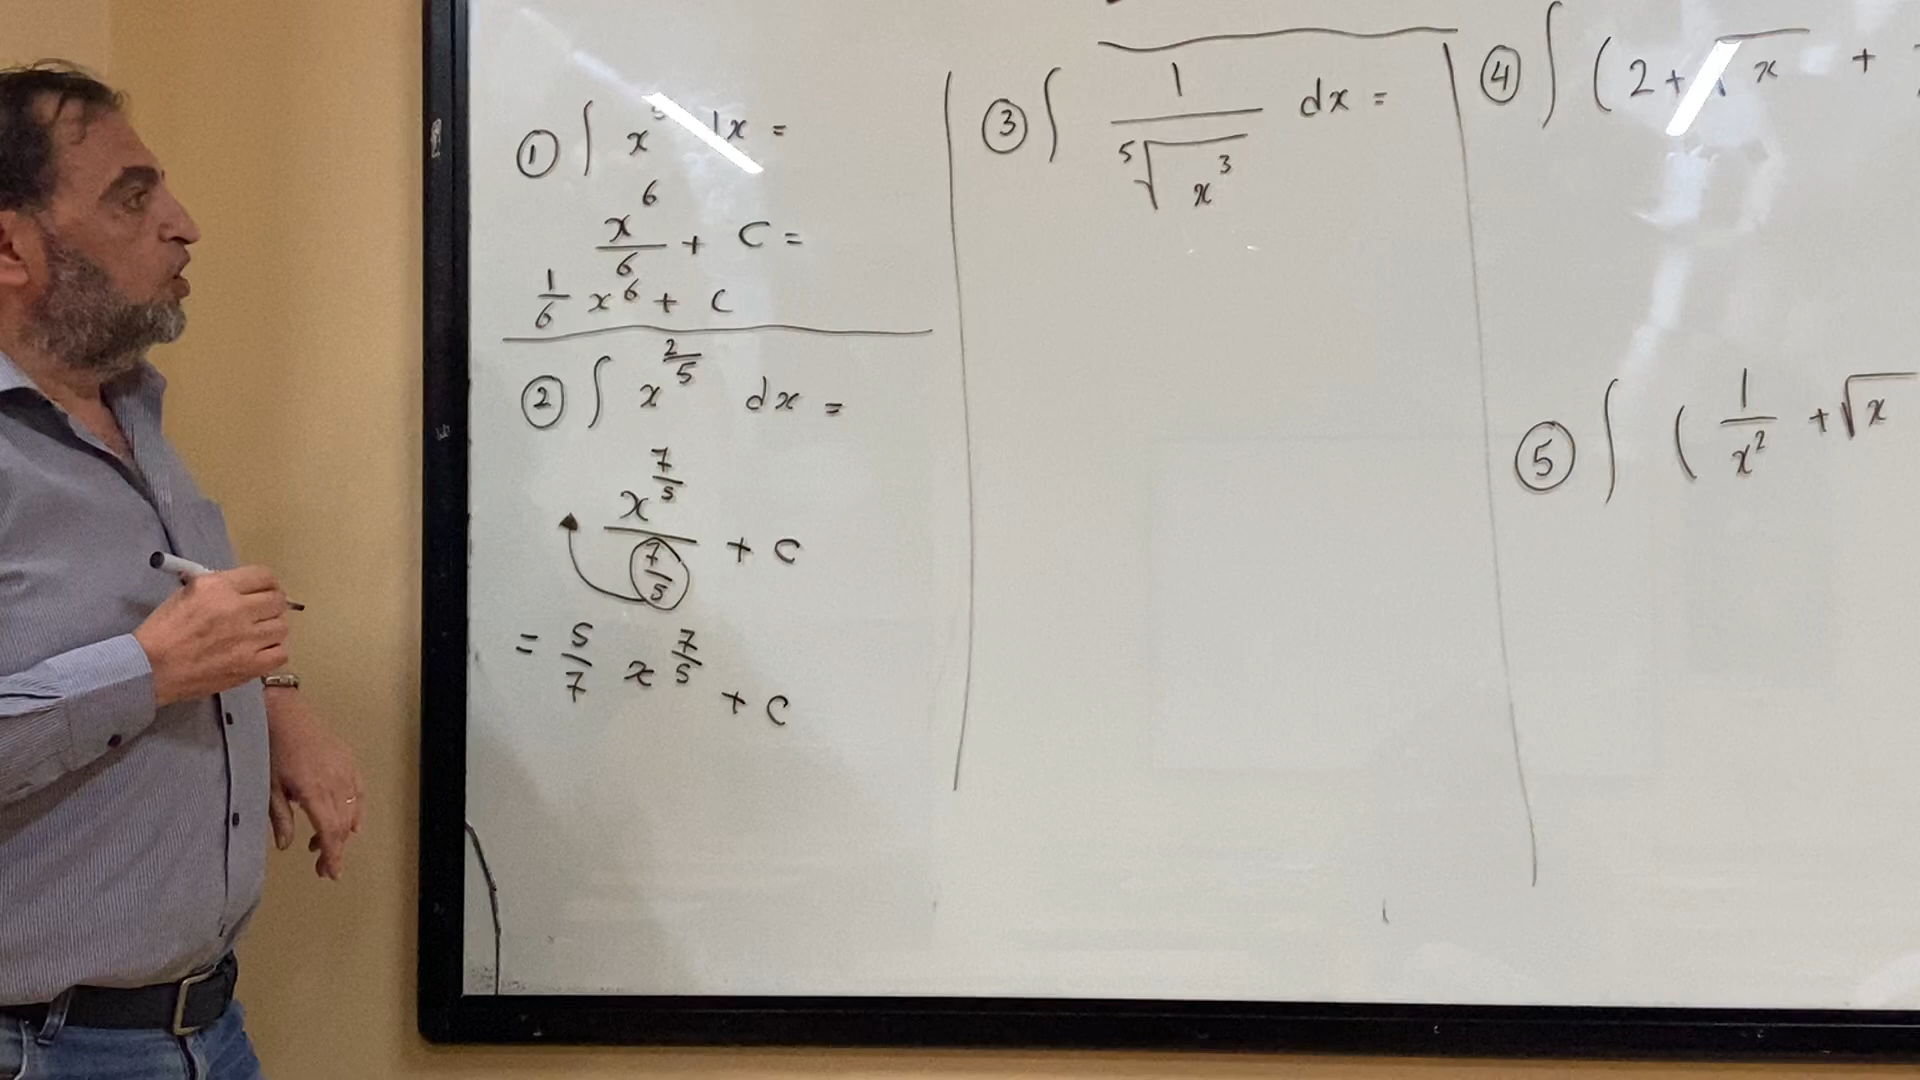 ① ∫ x⁵ dx =
x⁶/6 + C =
1/6 x⁶ + C
② ∫ x^(2/5) dx =
x^(7/5)/(7/5) + C
= 5/7 x^(7/5) + C
③ ∫ 1/⁵√x³ dx =
④ ∫ (2 + √x +
⑤ ∫ (1/x² + √x